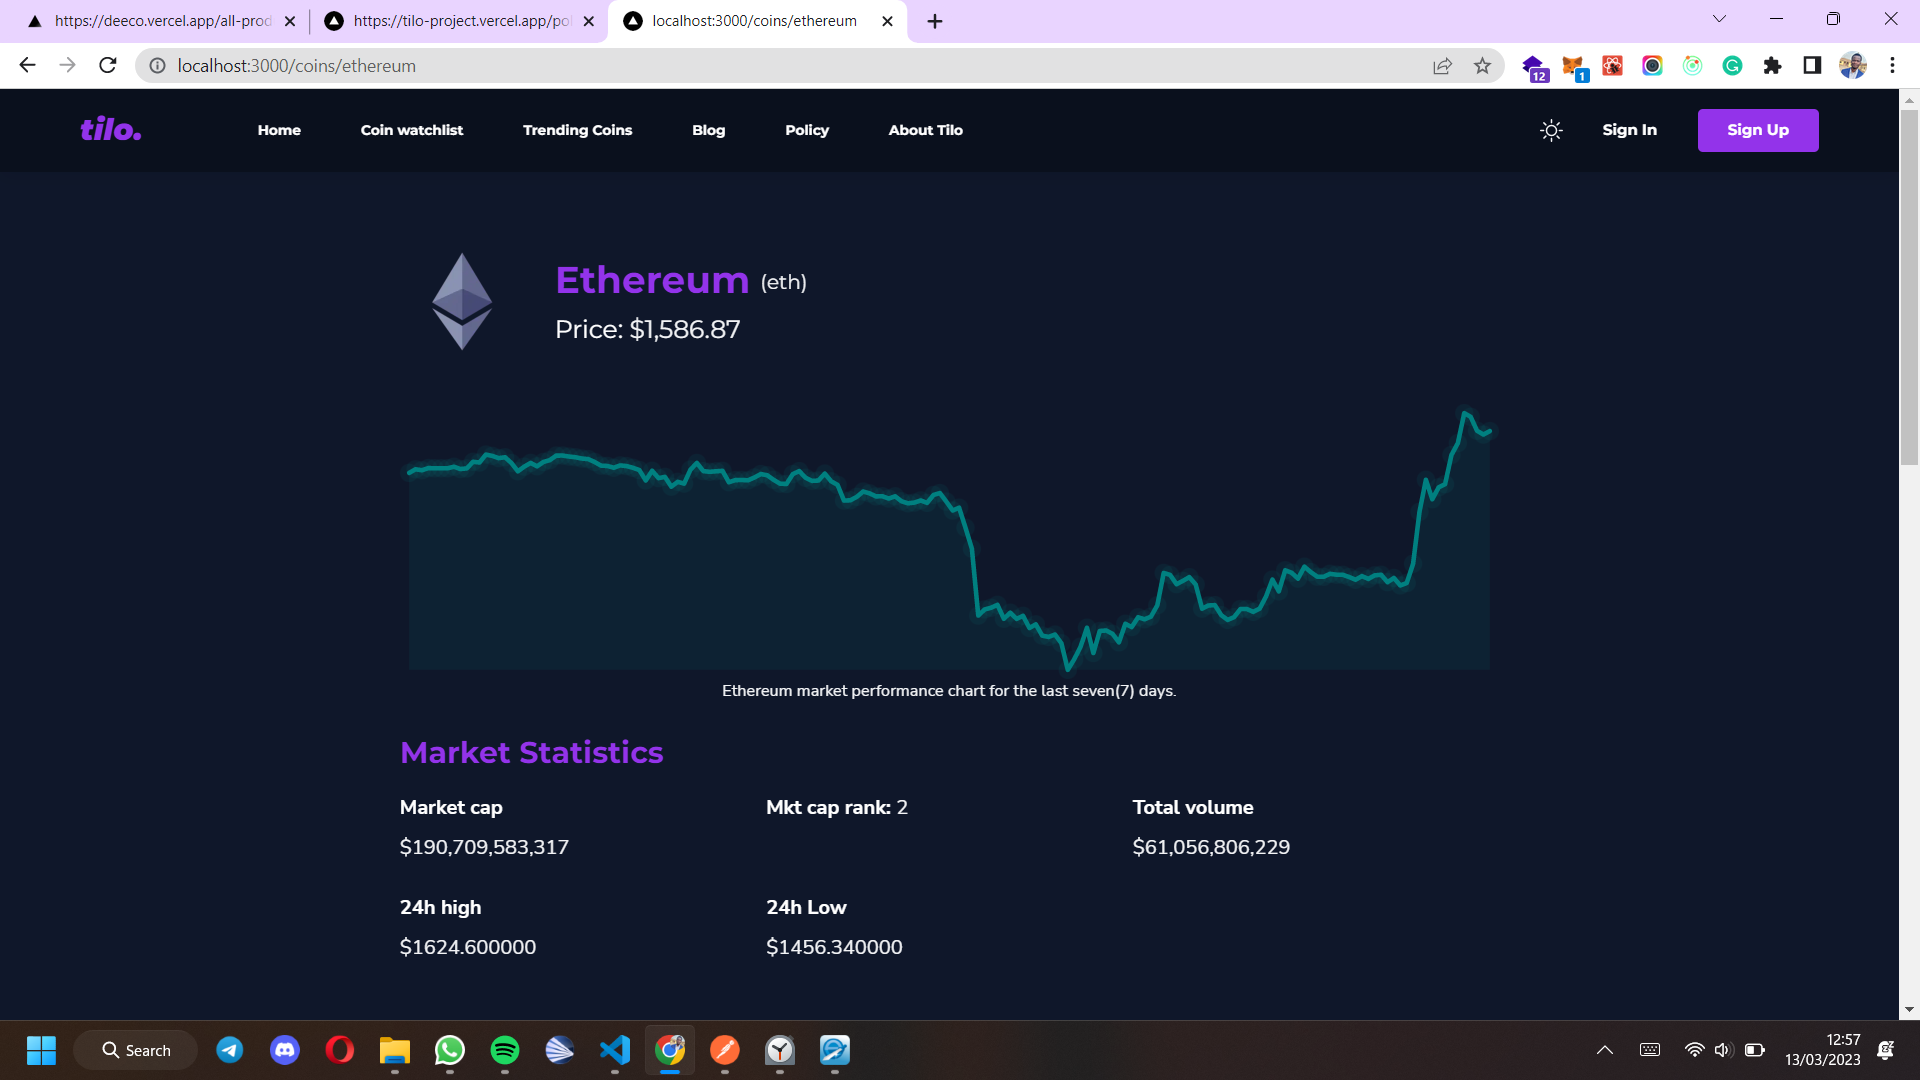 https://deeco.vercel.app/all-prod
https://tilo-project.vercel.app/po
localhost:3000/coins/ethereum
localhost:3000/coins/ethereum
12
1
tilo.
Home
Coin watchlist
Trending Coins
Blog
Policy
About Tilo
Sign In
Sign Up
Ethereum (eth)
Price: $1,586.87
Ethereum market performance chart for the last seven(7) days.
Market Statistics
Market cap
$190,709,583,317
Mkt cap rank: 2
Total volume
$61,056,806,229
24h high
$1624.600000
24h Low
$1456.340000
Search
12:57
13/03/2023